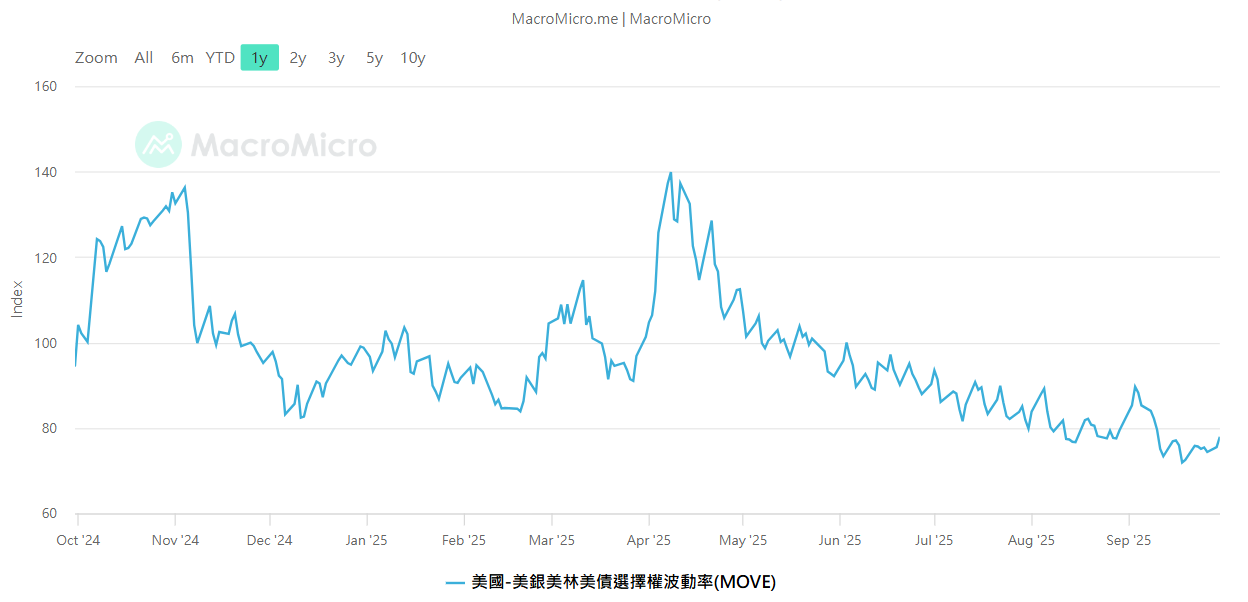 MacroMicro.me | MacroMicro
Zoom All 6m YTD 1y 2y 3y 5y 10y
160
MacroMicro
140
120
Index
100
80
60
Oct '24 Nov '24 Dec '24 Jan '25 Feb '25 Mar '25 Apr '25 May '25 Jun '25 Jul '25 Aug '25 Sep '25
美國-美銀美林美債選擇權波動率(MOVE)